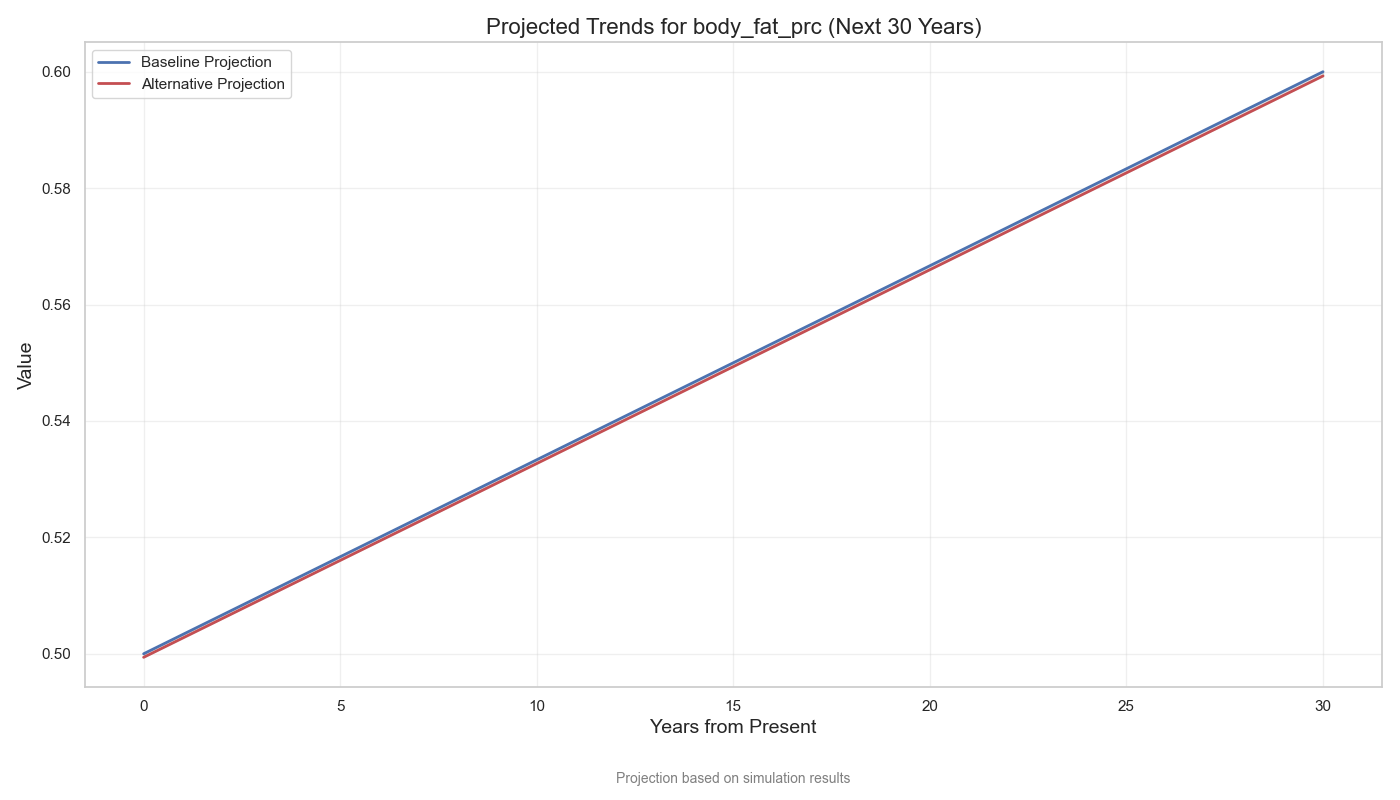 Projected Trends for body_fat_prc (Next 30 Years)
Baseline Projection
Alternative Projection
Value
0.60
0.58
0.56
0.54
0.52
0.50
0 5 10 15 20 25 30
Years from Present
Projection based on simulation results